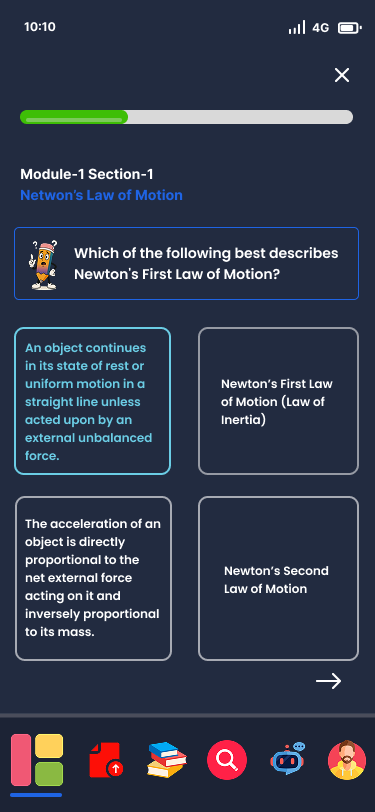 10:10
4G
Module-1 Section-1
Netwon's Law of Motion
Which of the following best describes
Newton's First Law of Motion?
An object continues
in its state of rest or
uniform motion in a
straight line unless
acted upon by an
external unbalanced
force.
Newton's First Law
of Motion (Law of
Inertia)
The acceleration of an
object is directly
proportional to the
net external force
acting on it and
inversely proportional
to its mass.
Newton's Second
Law of Motion